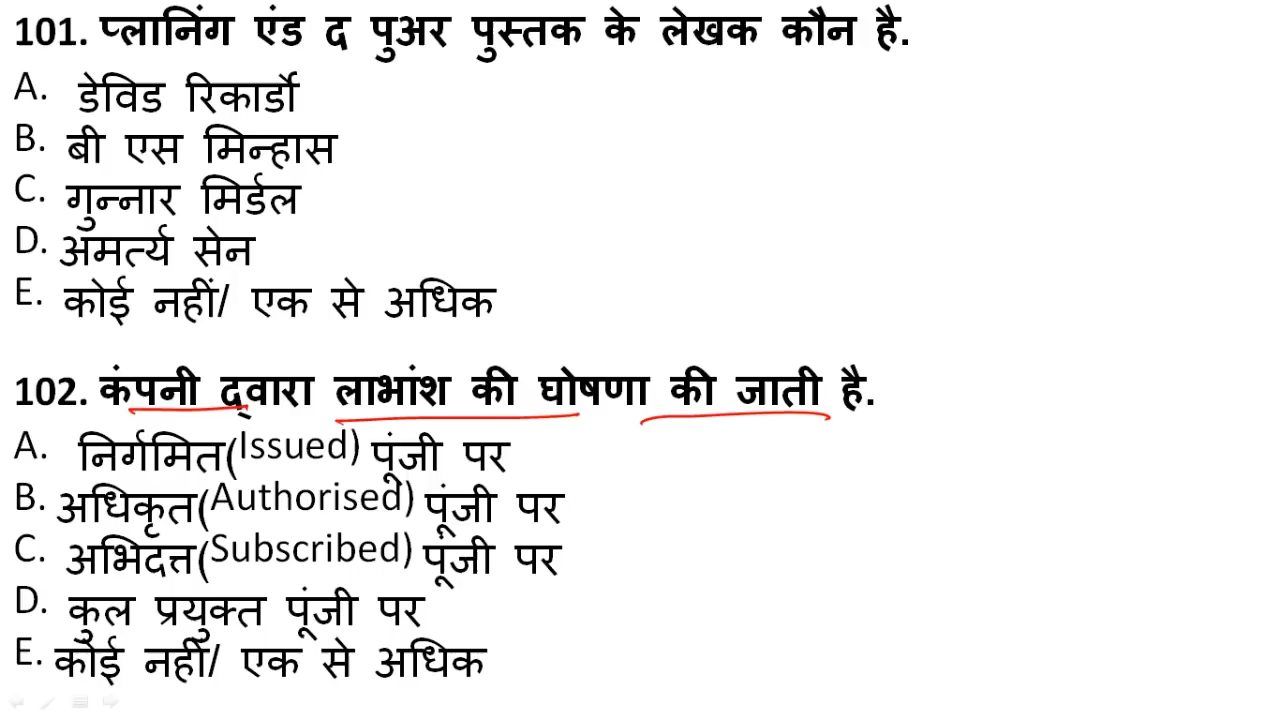 101. प्लानिंग एंड द पुअर पुस्तक के लेखक कौन है.
A. डेविड रिकार्डो
B. बी एस मिन्हास
C. गुन्नार मिर्डल
D. अमर्त्य सेन
E. कोई नहीं/ एक से अधिक
102. कंपनी द्वारा लाभांश की घोषणा की जाती है.
A. निर्गमित(Issued) पूंजी पर
B. अधिकृत(Authorised) पूंजी पर
C. अभिदत्त(Subscribed) पूंजी पर
D. कुल प्रयुक्त पूंजी पर
E. कोई नहीं/ एक से अधिक